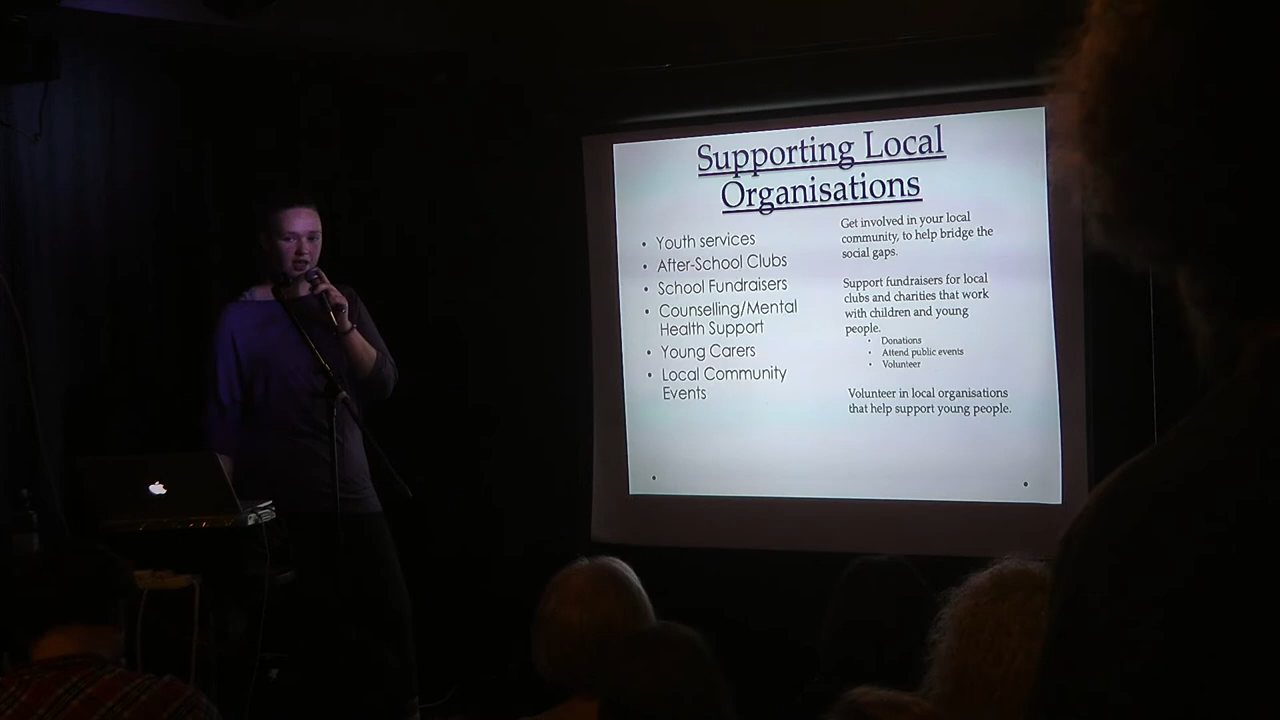 Supporting Local
Organisations
• Youth services
• After-School Clubs
• School Fundraisers
• Counselling/Mental
Health Support
• Young Carers
• Local Community
Events
Get involved in your local
community, to help bridge the
social gaps.
Support fundraisers for local
clubs and charities that work
with children and young
people.
• Donations
• Attend public events
• Volunteer
Volunteer in local organisations
that help support young people.